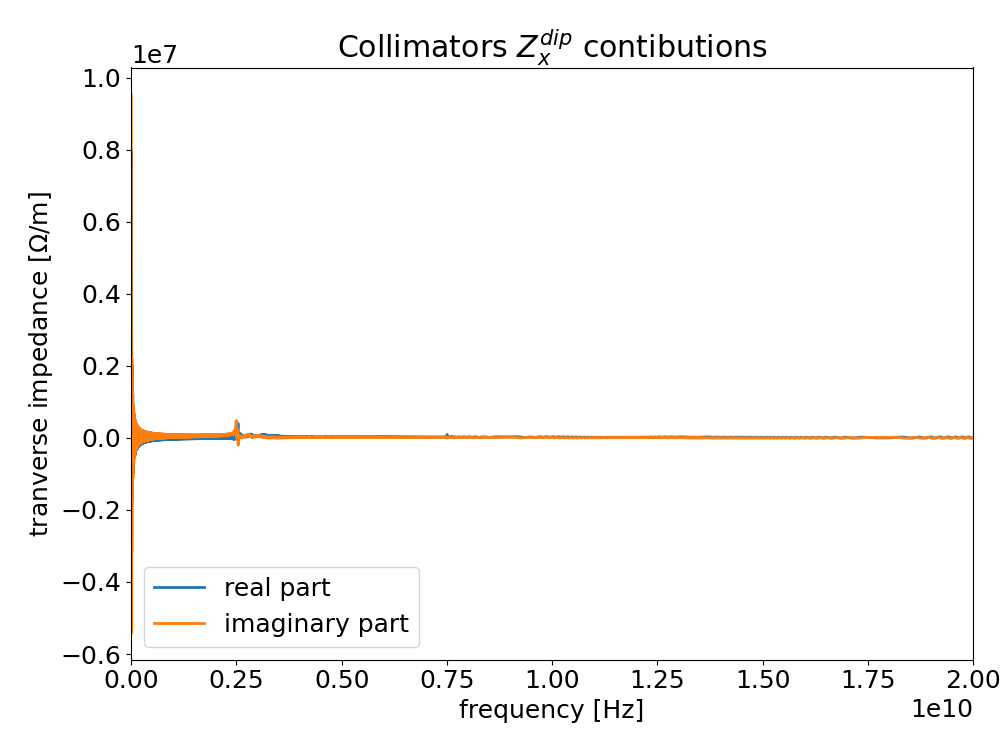 Collimators $Z_x^{dip}$ contibutions
1e7
1.0
0.8
0.6
0.4
0.2
0.0
−0.2
−0.4
−0.6
tranverse impedance [Ω/m]
real part
imaginary part
0.00 0.25 0.50 0.75 1.00 1.25 1.50 1.75 2.00
frequency [Hz]
1e10